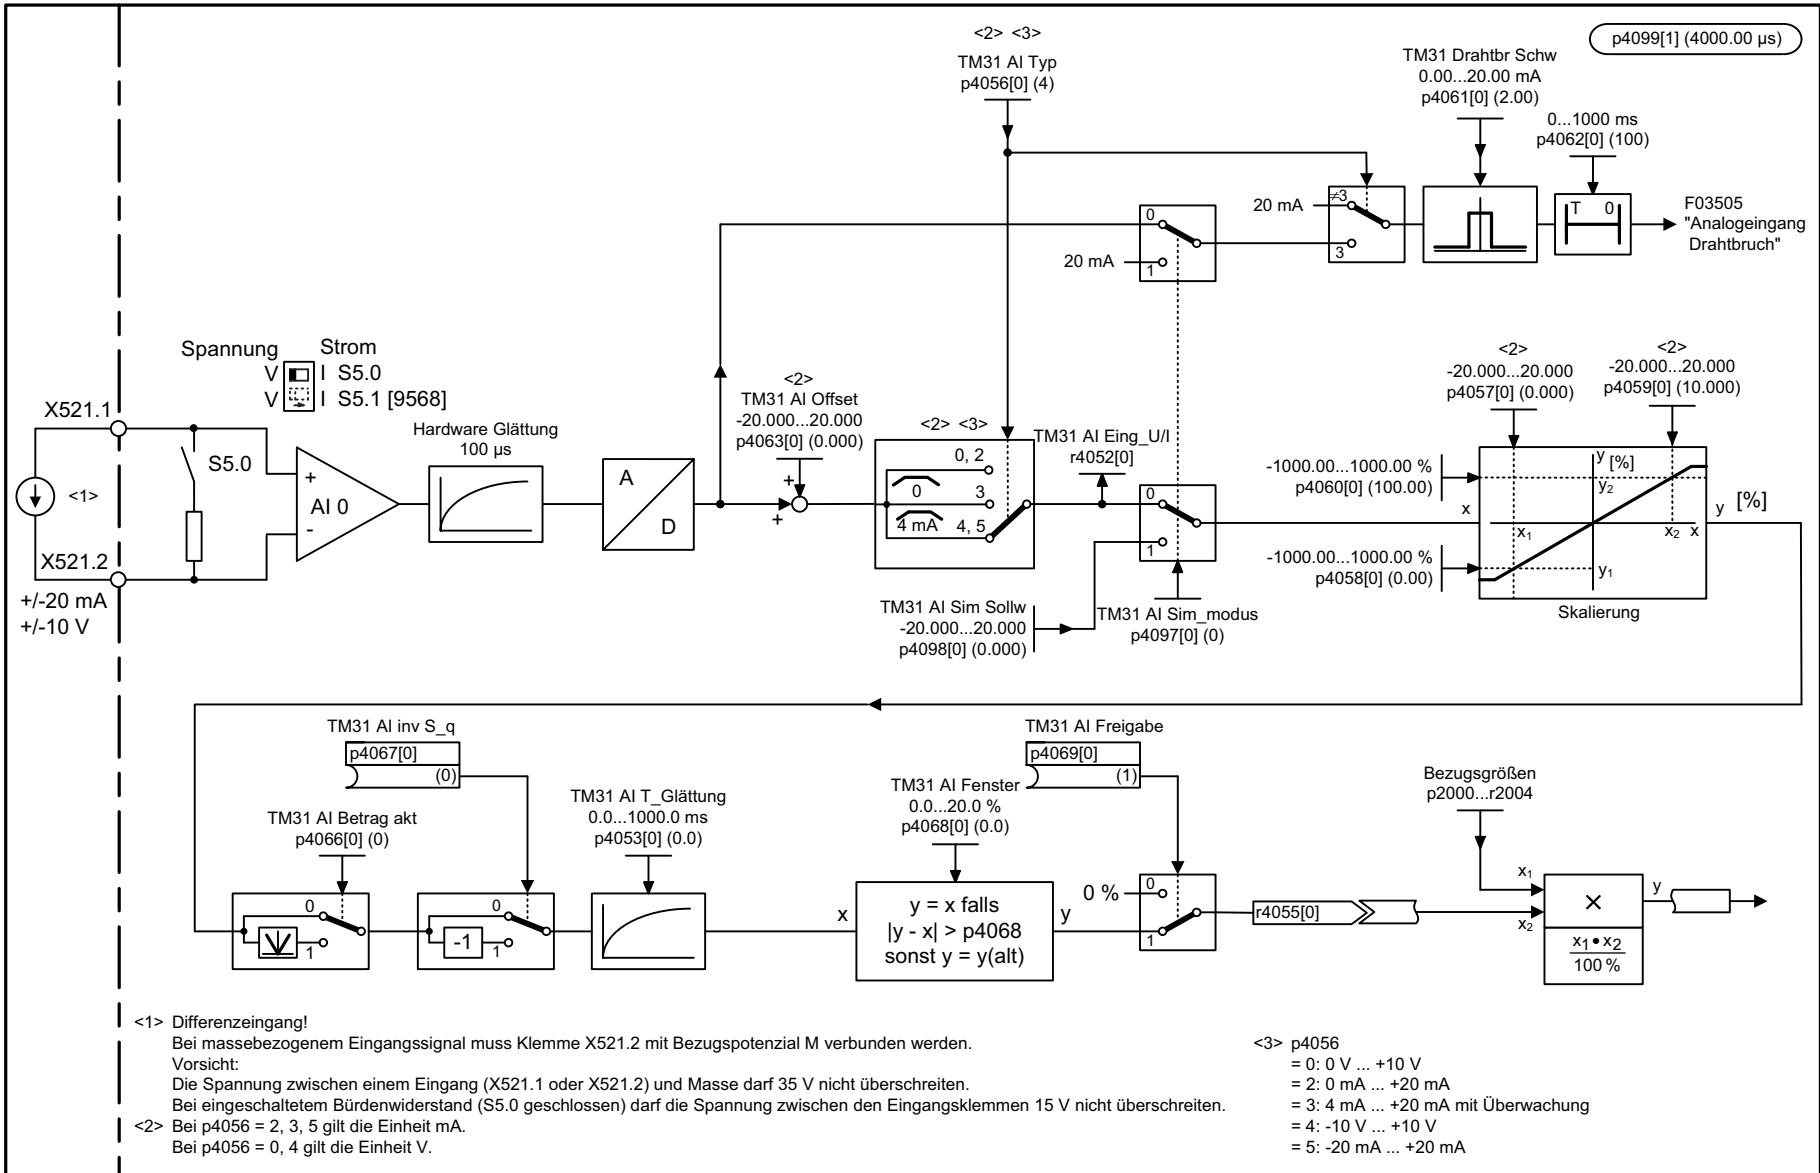 p4099[1] (4000.00 µs)
<2> <3>
TM31 AI Typ
p4056[0] (4)
TM31 Drahtbr Schw
0.00...20.00 mA
p4061[0] (2.00)
0...1000 ms
p4062[0] (100)
20 mA
≠3
3
T 0
F03505
"Analogeingang
Drahtbruch"
0
20 mA
1
Spannung Strom
V I S5.0
V I S5.1 [9568]
X521.1
S5.0
<1>
X521.2
+/-20 mA
+/-10 V
+
AI 0
-
Hardware Glättung
100 µs
A
D
<2>
TM31 AI Offset
-20.000...20.000
p4063[0] (0.000)
+
+
<2> <3>
0, 2
0
3
4 mA
4, 5
TM31 AI Eing_U/I
r4052[0]
0
1
TM31 AI Sim Sollw
-20.000...20.000
p4098[0] (0.000)
TM31 AI Sim_modus
p4097[0] (0)
<2>
-20.000...20.000
p4057[0] (0.000)
<2>
-20.000...20.000
p4059[0] (10.000)
-1000.00...1000.00 %
p4060[0] (100.00)
x
-1000.00...1000.00 %
p4058[0] (0.00)
y [%]
y2
x1
x2 x
y1
y [%]
Skalierung
TM31 AI inv S_q
p4067[0]
(0)
TM31 AI Betrag akt
p4066[0] (0)
0
1
0
-1
1
TM31 AI T_Glättung
0.0...1000.0 ms
p4053[0] (0.0)
TM31 AI Fenster
0.0...20.0 %
p4068[0] (0.0)
x
y = x falls
|y - x| > p4068
sonst y = y(alt)
y
TM31 AI Freigabe
p4069[0]
(1)
0 %
0
1
r4055[0]
Bezugsgrößen
p2000...r2004
x1
x2
×
x1•x2
100 %
y
<1> Differenzeingang!
Bei massebezogenem Eingangssignal muss Klemme X521.2 mit Bezugspotenzial M verbunden werden.
Vorsicht:
Die Spannung zwischen einem Eingang (X521.1 oder X521.2) und Masse darf 35 V nicht überschreiten.
Bei eingeschaltetem Bürdenwiderstand (S5.0 geschlossen) darf die Spannung zwischen den Eingangsklemmen 15 V nicht überschreiten.
<2> Bei p4056 = 2, 3, 5 gilt die Einheit mA.
Bei p4056 = 0, 4 gilt die Einheit V.
<3> p4056
= 0: 0 V ... +10 V
= 2: 0 mA ... +20 mA
= 3: 4 mA ... +20 mA mit Überwachung
= 4: -10 V ... +10 V
= 5: -20 mA ... +20 mA